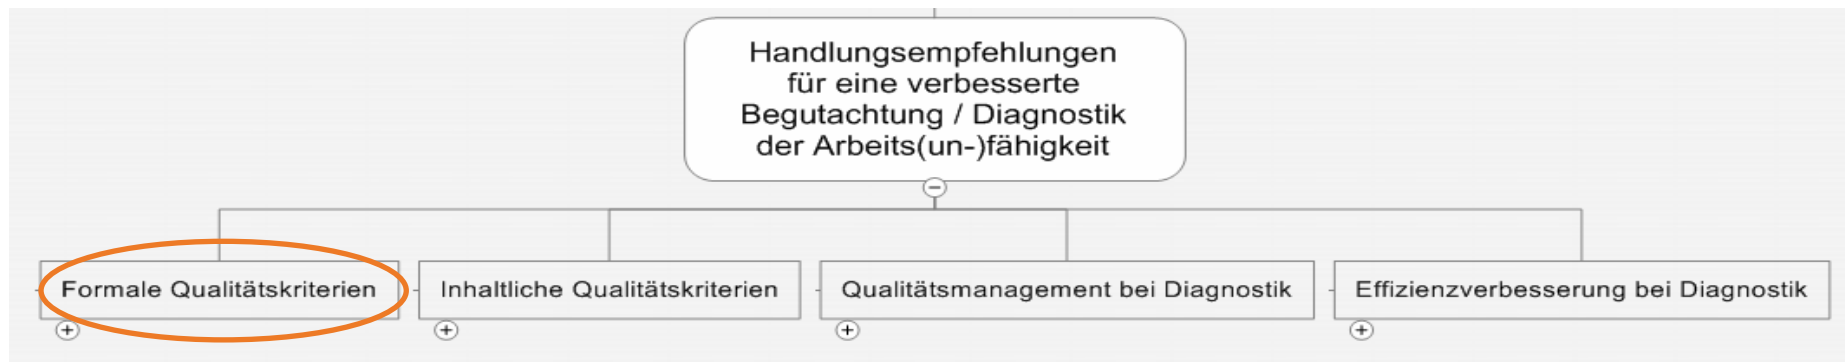 Handlungsempfehlungen
für eine verbesserte
Begutachtung / Diagnostik
der Arbeits(un-)fähigkeit
Formale Qualitätskriterien
Inhaltliche Qualitätskriterien
Qualitätsmanagement bei Diagnostik
Effizienzverbesserung bei Diagnostik